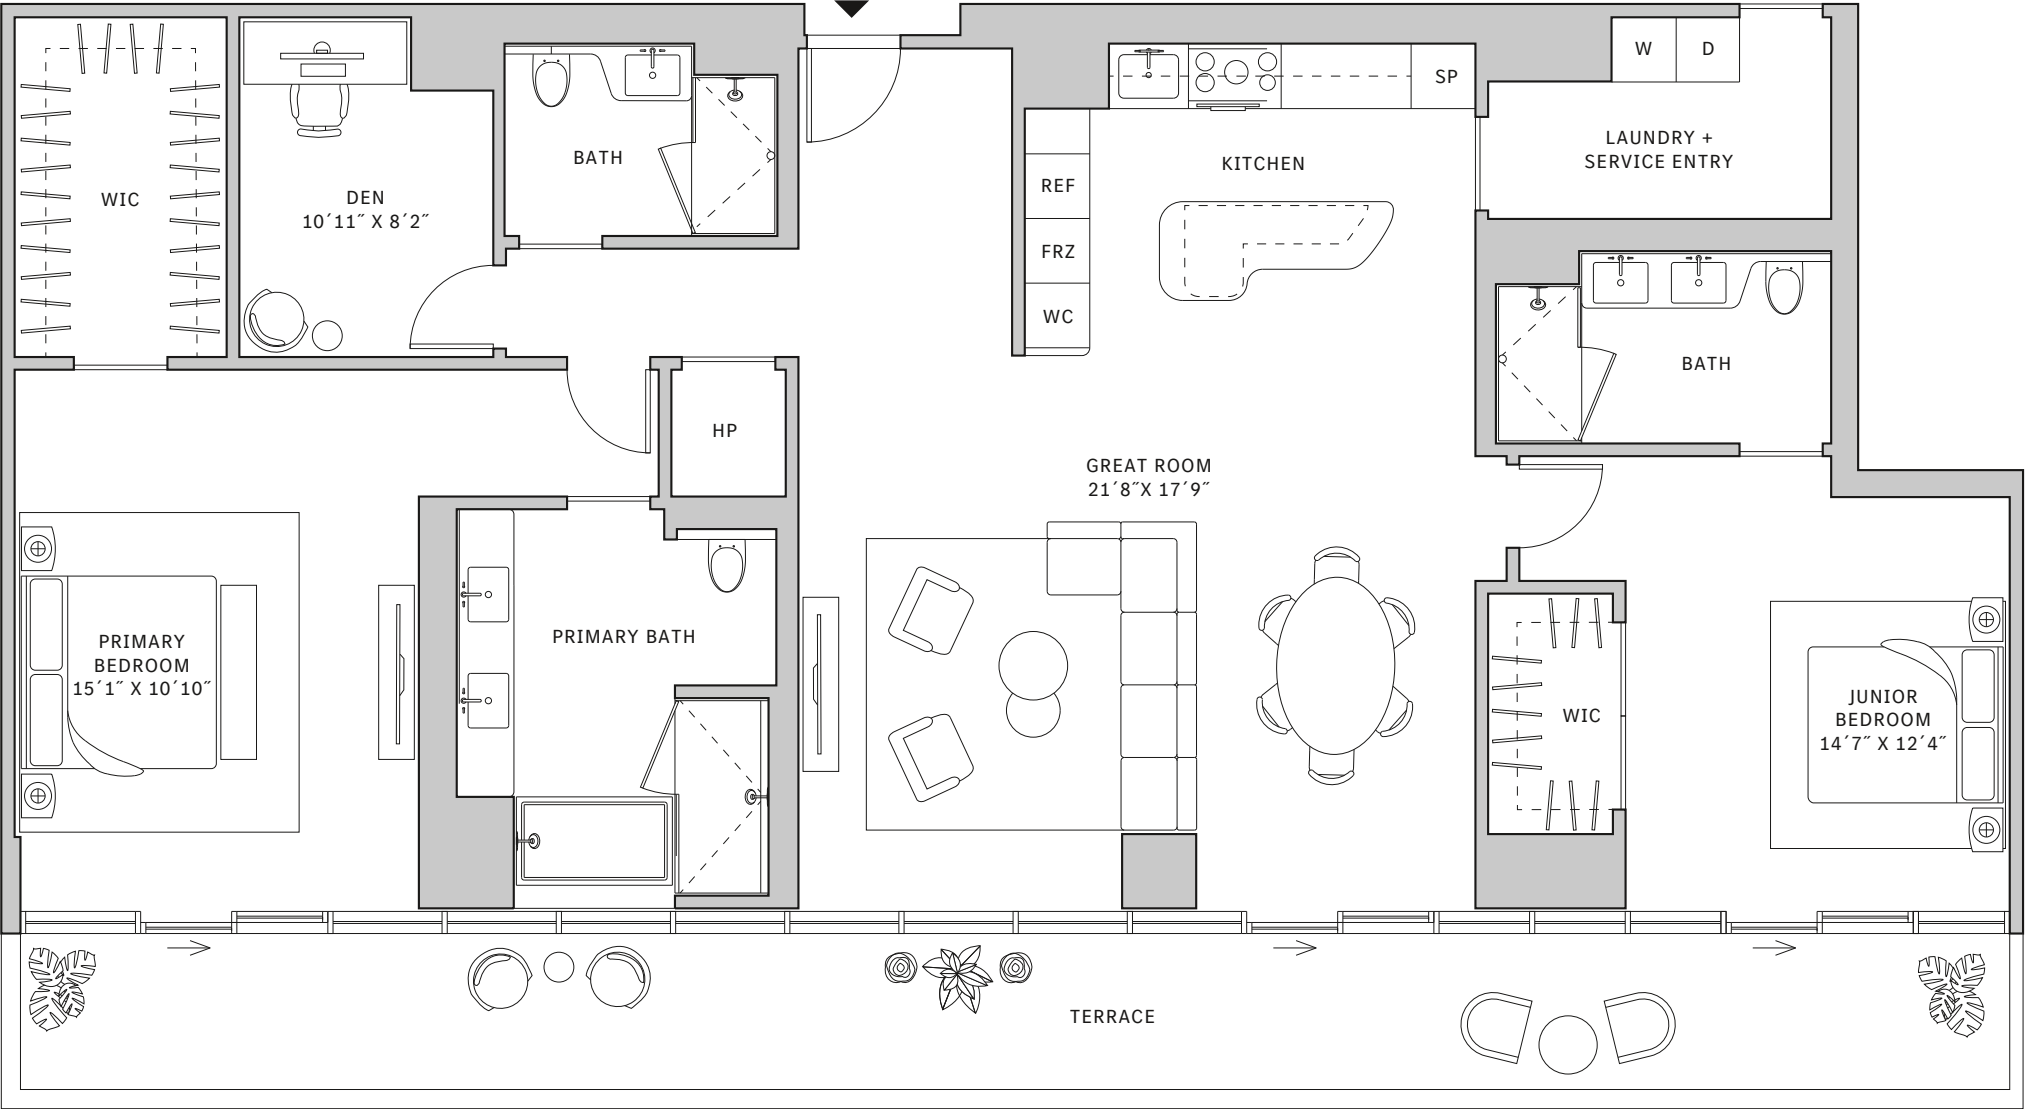 W
D
SP
LAUNDRY +
SERVICE ENTRY
BATH
KITCHEN
REF
WIC
DEN
10´11˝ X 8´2˝
FRZ
WC
BATH
HP
GREAT ROOM
21´8˝X 17´9˝
PRIMARY
BEDROOM
15´1˝ X 10´10˝
PRIMARY BATH
WIC
JUNIOR
BEDROOM
14´7˝ X 12´4˝
TERRACE